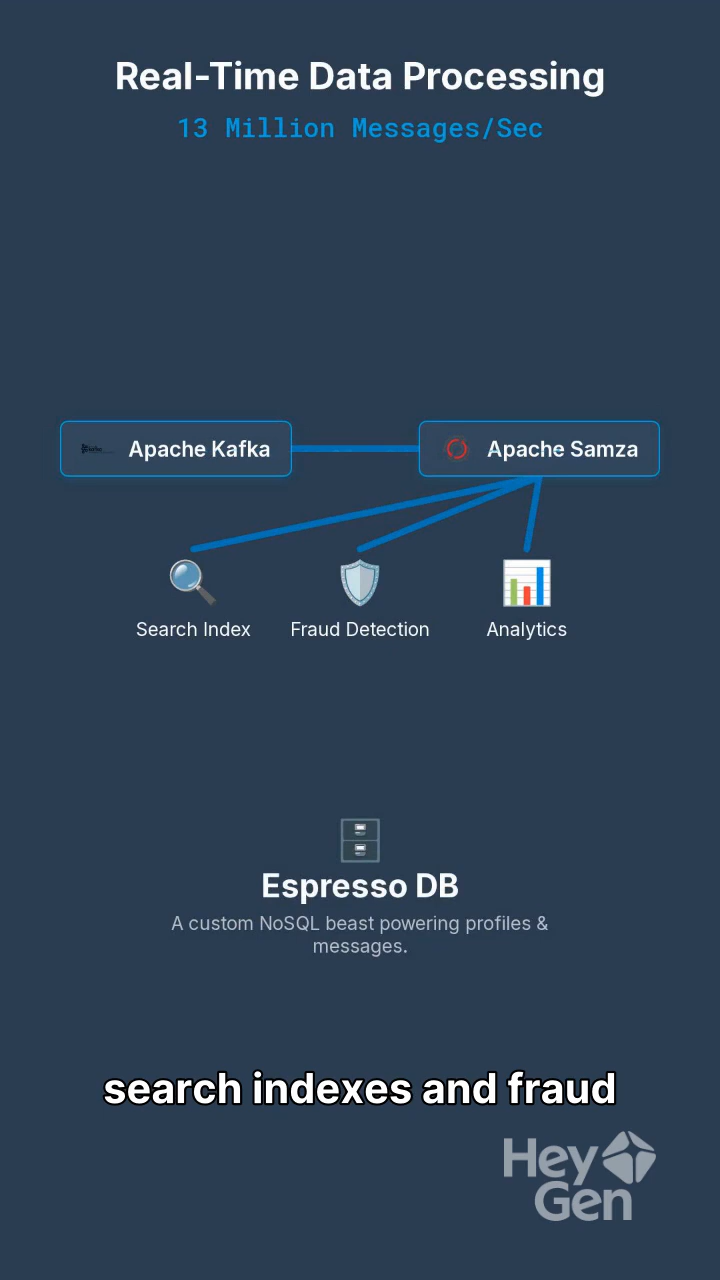 Real-Time Data Processing
13 Million Messages/Sec
Apache Kafka
Apache Samza
Search Index
Fraud Detection
Analytics
Espresso DB
A custom NoSQL beast powering profiles &
messages.
search indexes and fraud
Hey
Gen